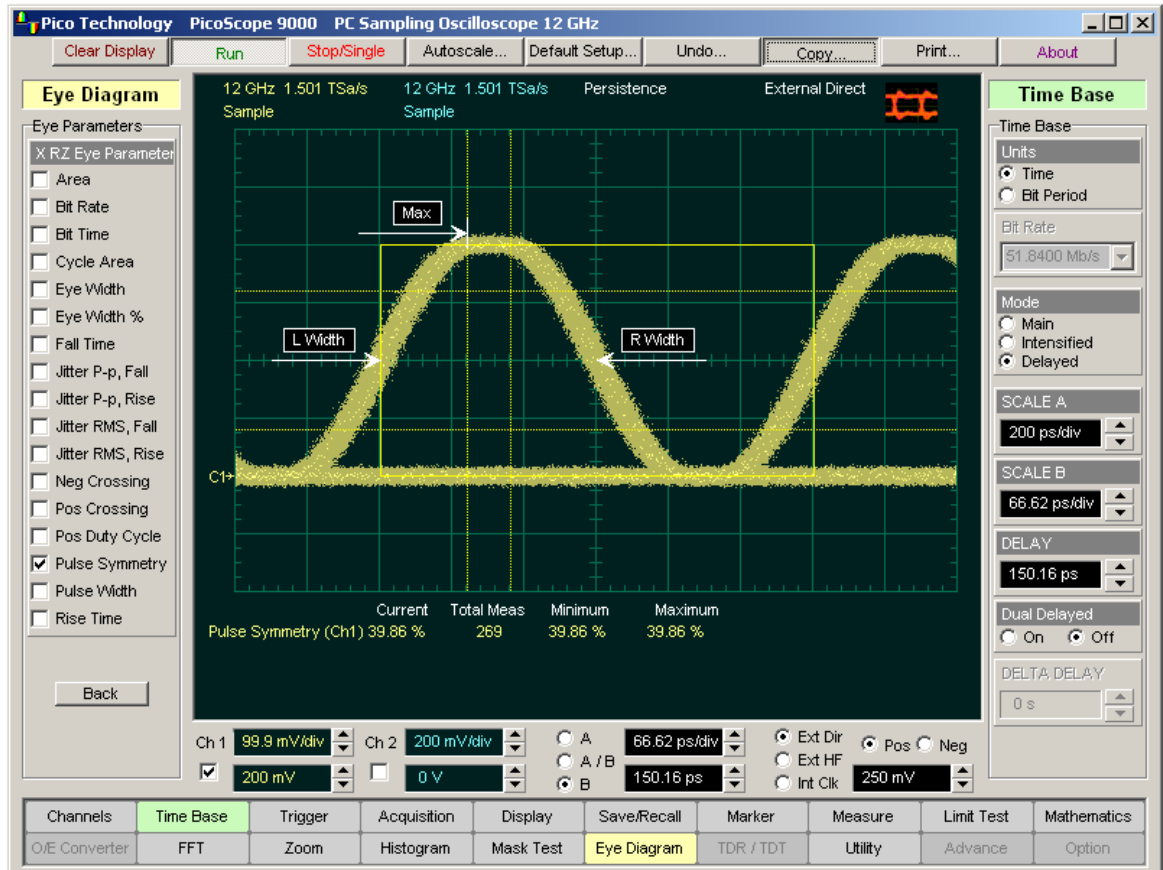 Pico Technology PicoScope 9000 PC Sampling Oscilloscope 12 GHz
Clear Display Run Stop/Single Autoscale... Default Setup... Undo... Copy... Print... About
Eye Diagram
Eye Parameters
X RZ Eye Parameter
Area
Bit Rate
Bit Time
Cycle Area
Eye Width
Eye Width %
Fall Time
Jitter P-p, Fall
Jitter P-p, Rise
Jitter RMS, Fall
Jitter RMS, Rise
Neg Crossing
Pos Crossing
Pos Duty Cycle
Pulse Symmetry
Pulse Width
Rise Time
Back
12 GHz 1.501 TSa/s 12 GHz 1.501 TSa/s Persistence External Direct
Sample Sample
Max
L Width R Width
C1
Current Total Meas Minimum Maximum
Pulse Symmetry (Ch1) 39.86 % 269 39.86 % 39.86 %
Time Base
Time Base
Units
Time
Bit Period
Bit Rate
51.8400 Mb/s
Mode
Main
Intensified
Delayed
SCALE A
200 ps/div
SCALE B
66.62 ps/div
DELAY
150.16 ps
Dual Delayed
On Off
DELTA DELAY
0 s
Ch 1 99.9 mV/div Ch 2 200 mV/div A 66.62 ps/div Ext Dir Pos Neg
A / B Ext HF
200 mV 0 V B 150.16 ps Int Clk 250 mV
Channels Time Base Trigger Acquisition Display Save/Recall Marker Measure Limit Test Mathematics
O/E Converter FFT Zoom Histogram Mask Test Eye Diagram TDR / TDT Utility Advance Option